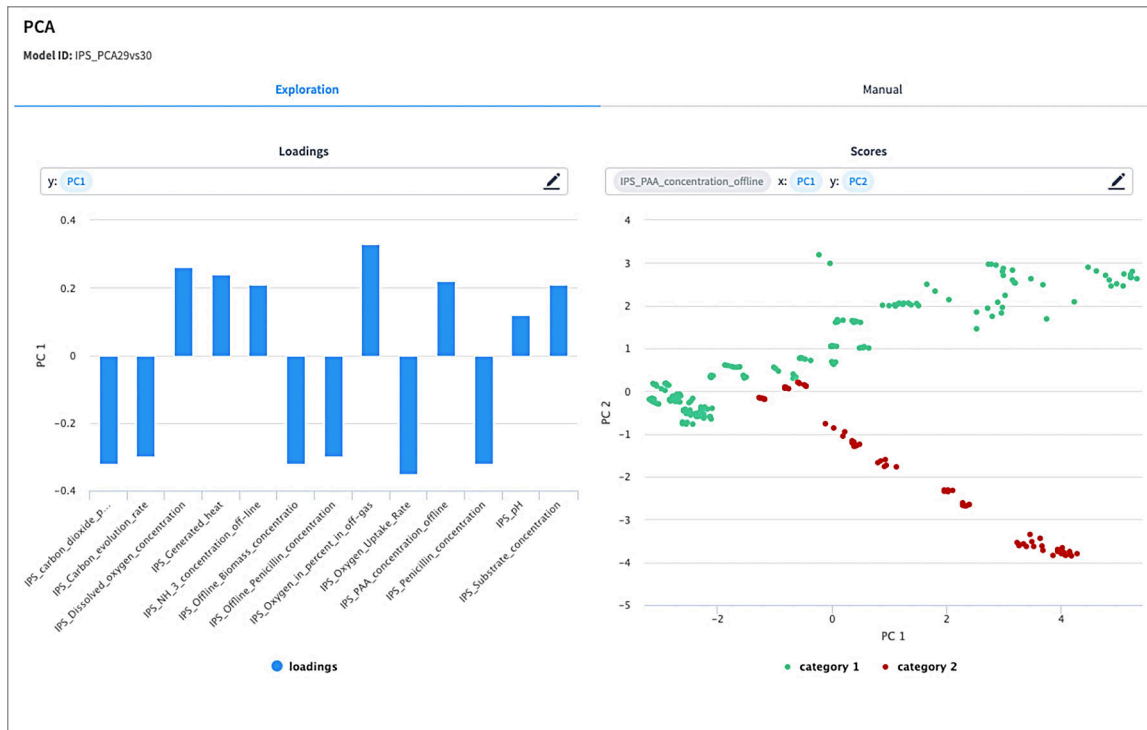 PCA
Model ID: IPS_PCA29vs30
Exploration
Manual
Loadings
y: PC1
0.4
0.2
0
−0.2
−0.4
PC 1
IPS_carbon_dioxide_p...
IPS_Carbon_evolution_rate
IPS_Dissolved_oxygen_concentration
IPS_Generated_heat
IPS_NH_3_concentration_off-line
IPS_Offline_Biomass_concentratio
IPS_Offline_Penicillin_concentration
IPS_Oxygen_in_percent_in_off-gas
IPS_Oxygen_Uptake_Rate
IPS_PAA_concentration_offline
IPS_Penicillin_concentration
IPS_pH
IPS_Substrate_concentration
loadings
Scores
IPS_PAA_concentration_offline x: PC1 y: PC2
4
3
2
1
0
−1
−2
−3
−4
−5
PC 2
−2 0 2 4
PC 1
category 1 category 2